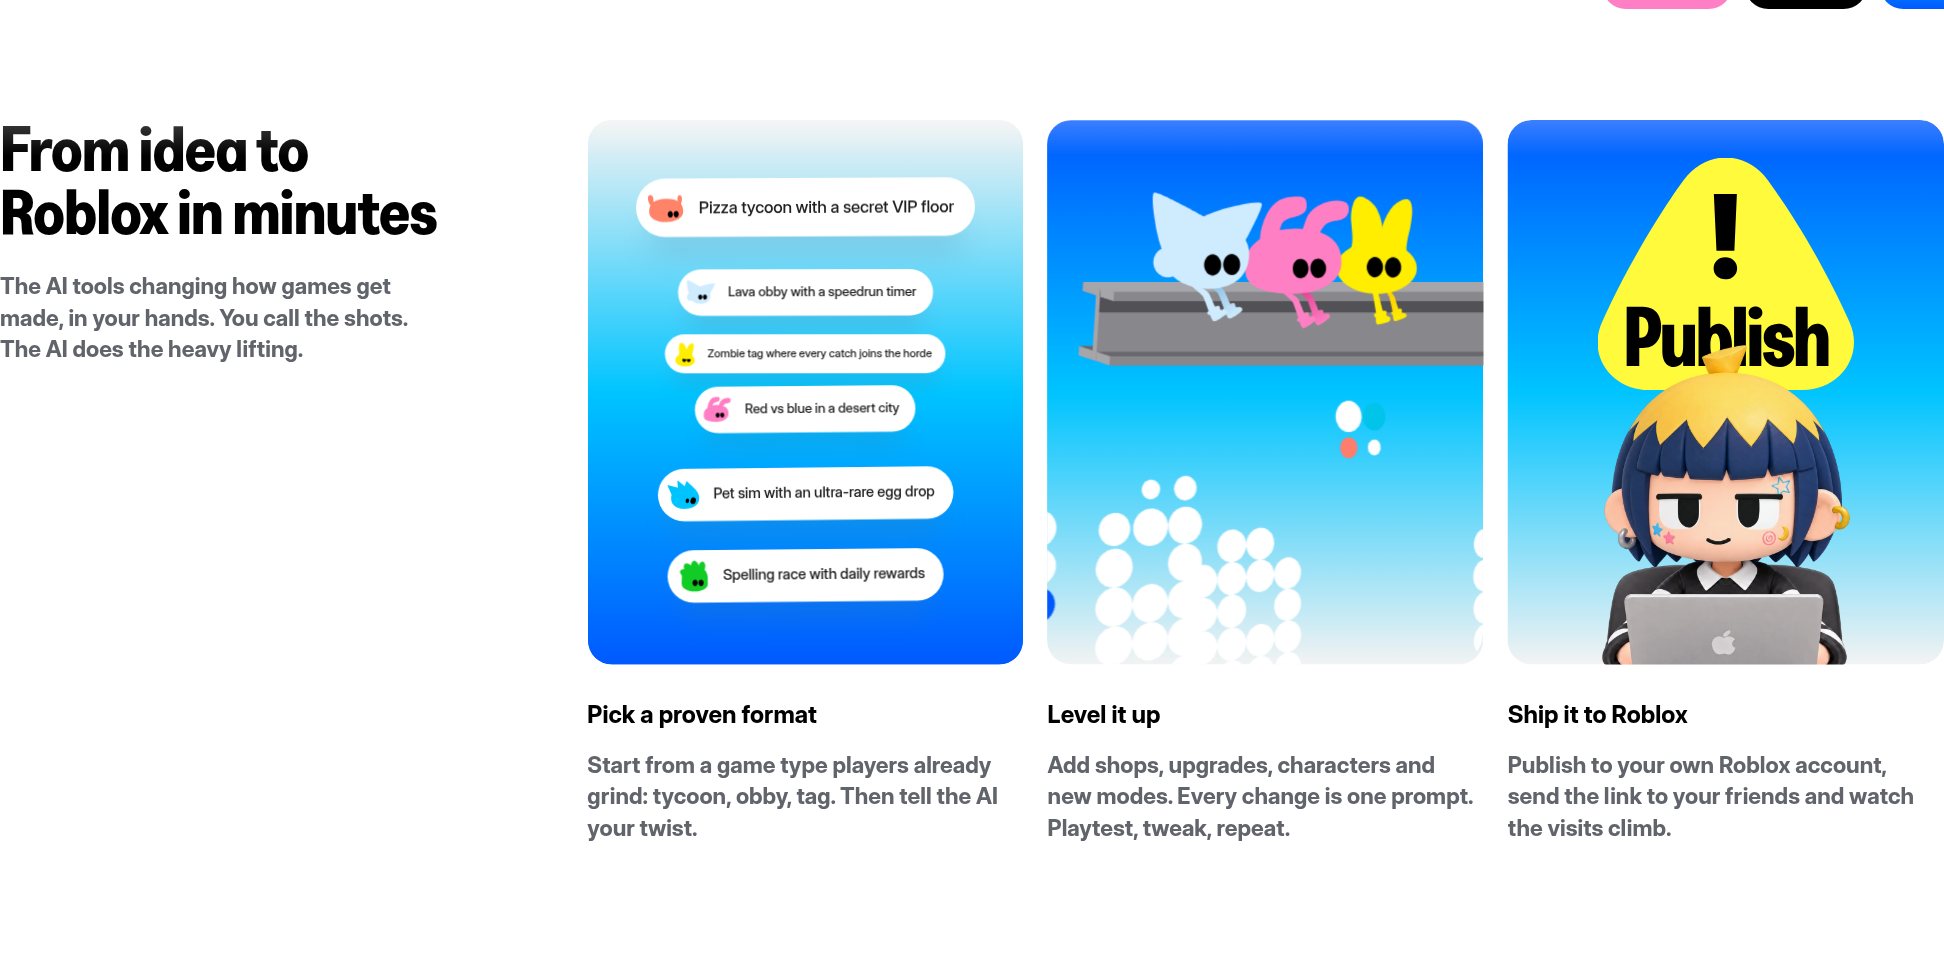 From idea to
Roblox in minutes
The AI tools changing how games get
made, in your hands. You call the shots.
The AI does the heavy lifting.
Pizza tycoon with a secret VIP floor
Lava obby with a speedrun timer
Zombie tag where every catch joins the horde
Red vs blue in a desert city
Pet sim with an ultra-rare egg drop
Spelling race with daily rewards
Pick a proven format
Start from a game type players already
grind: tycoon, obby, tag. Then tell the AI
your twist.
Level it up
Add shops, upgrades, characters and
new modes. Every change is one prompt.
Playtest, tweak, repeat.
!
Publish
Ship it to Roblox
Publish to your own Roblox account,
send the link to your friends and watch
the visits climb.